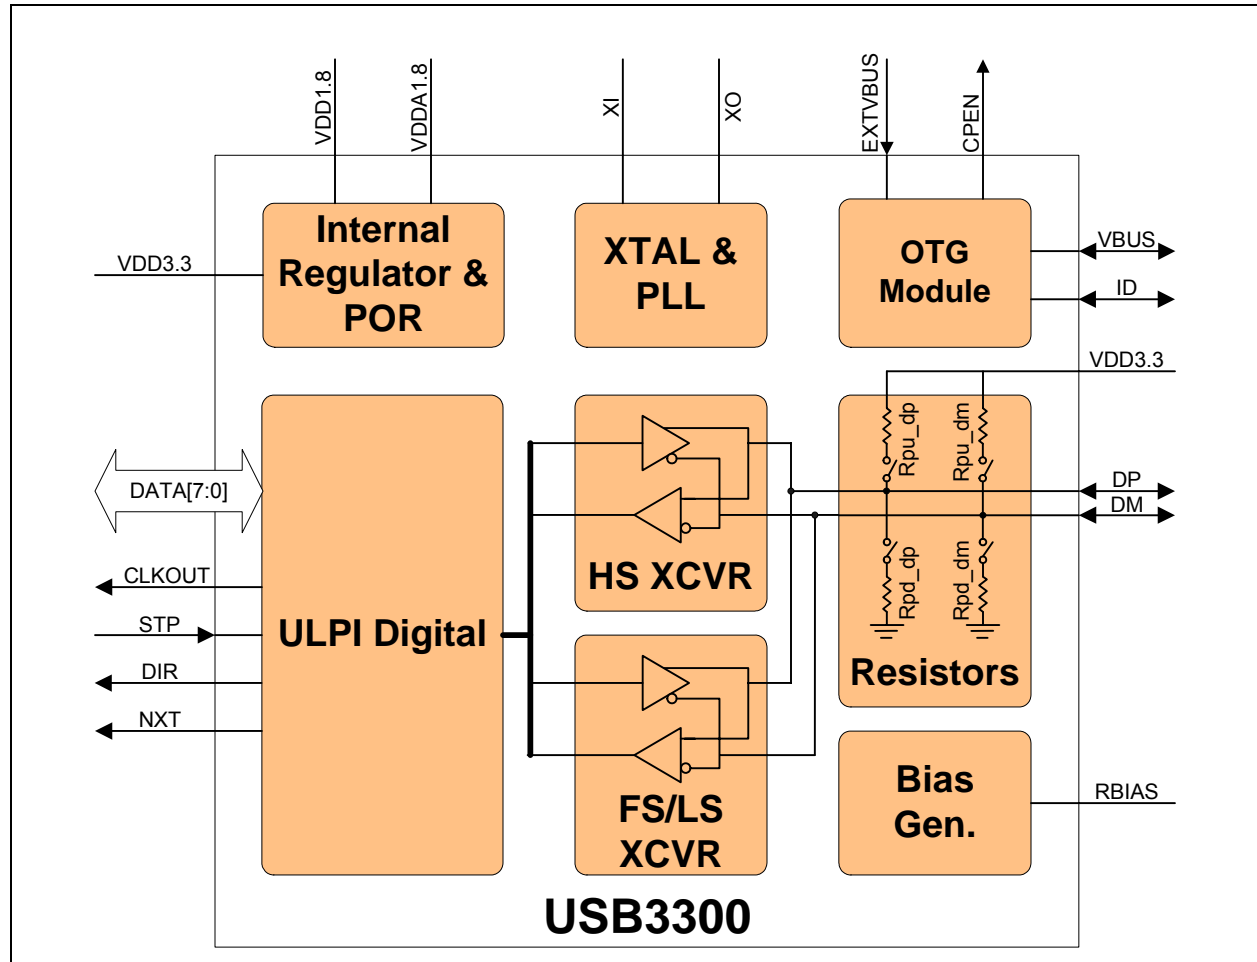 VDD1.8
VDDA1.8
XI
XO
EXTVBUS
CPEN
Internal
Regulator &
POR
XTAL &
PLL
OTG
Module
VDD3.3
VBUS
ID
VDD3.3
Rpu_dp
Rpu_dm
DATA[7:0]
DP
DM
HS XCVR
Rpd_dp
Rpd_dm
CLKOUT
STP
ULPI Digital
DIR
NXT
Resistors
FS/LS
XCVR
Bias
Gen.
RBIAS
USB3300